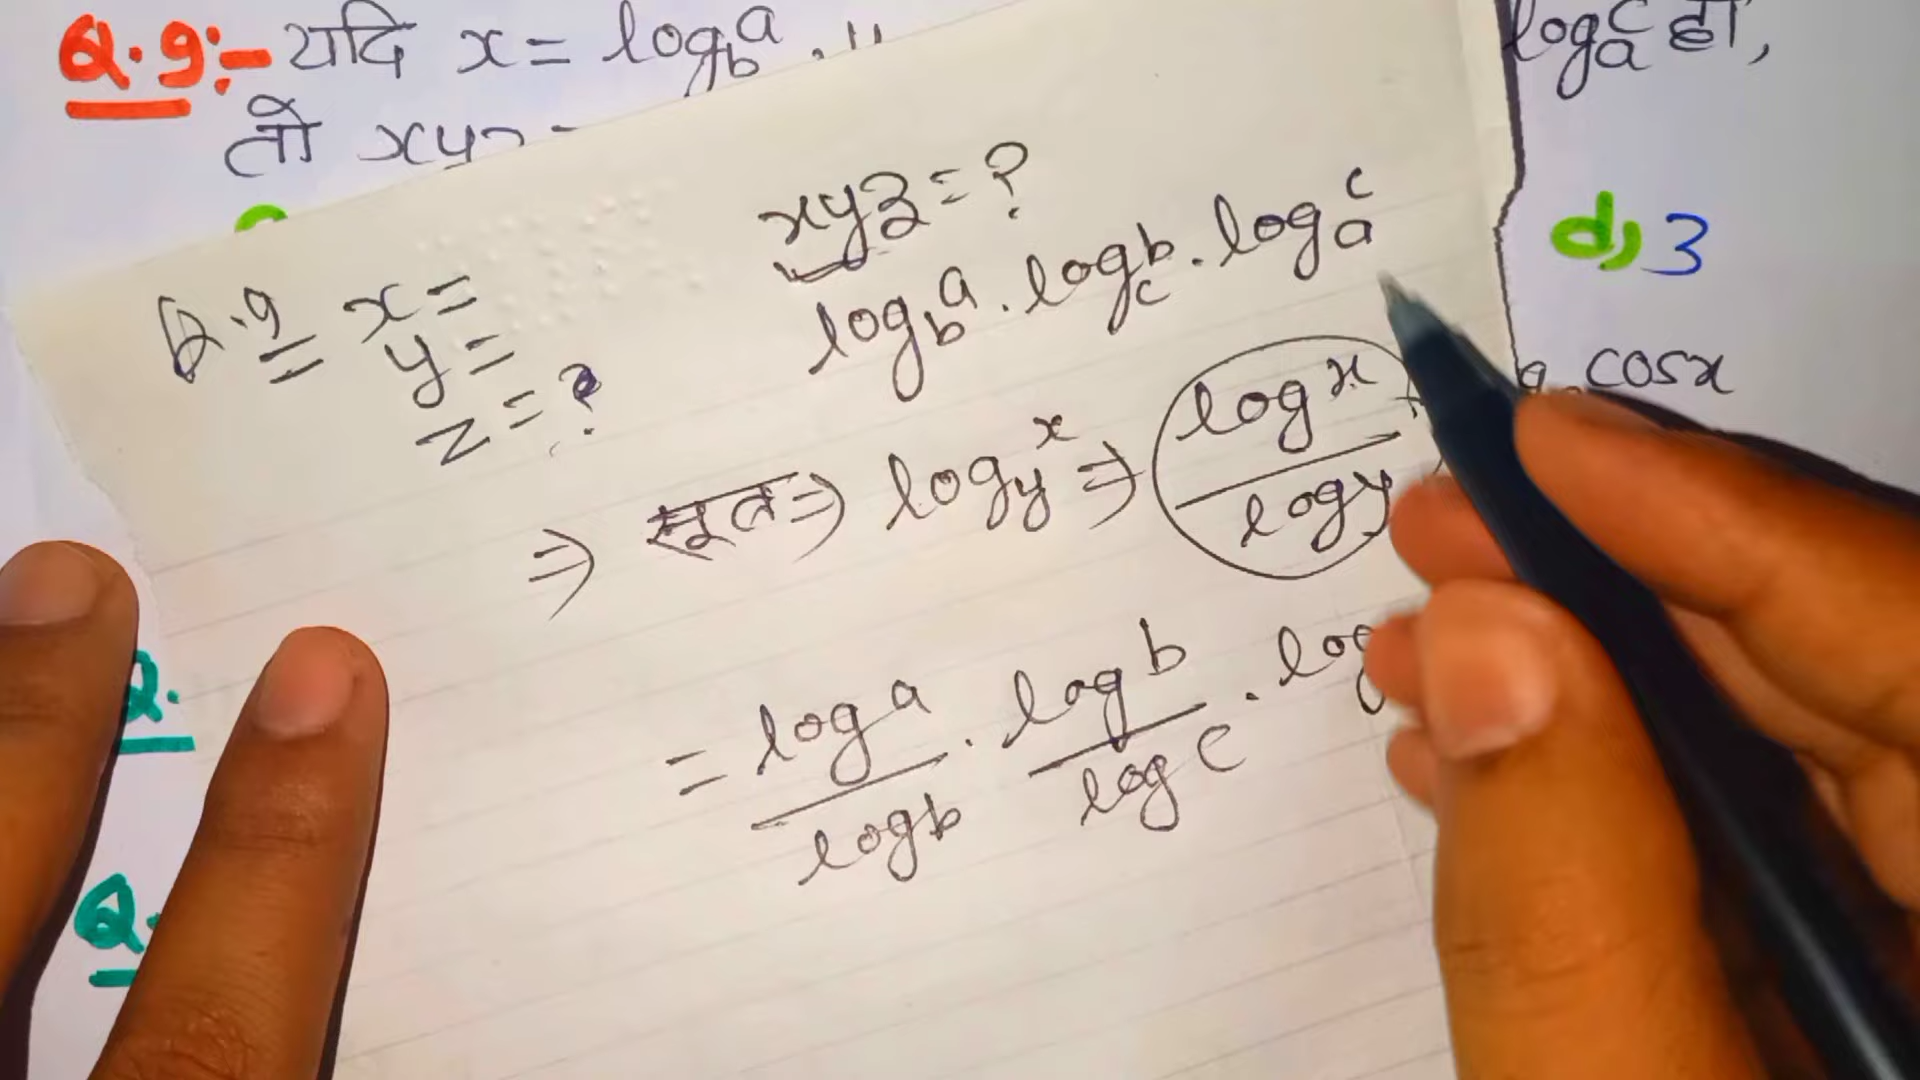 Q.9:- यदि x = log_b^a . log_a^c हो,
तो xyz =
d) 3
xyz = ?
log_b^a . log_c^b . log_a^c
Q.9 x =
y =
z = ?
cosx
⇒ सूत्र ⇒ log_y^x ⇒ log x / log y
= log a / log b . log b / log c . log
Q.
Q.